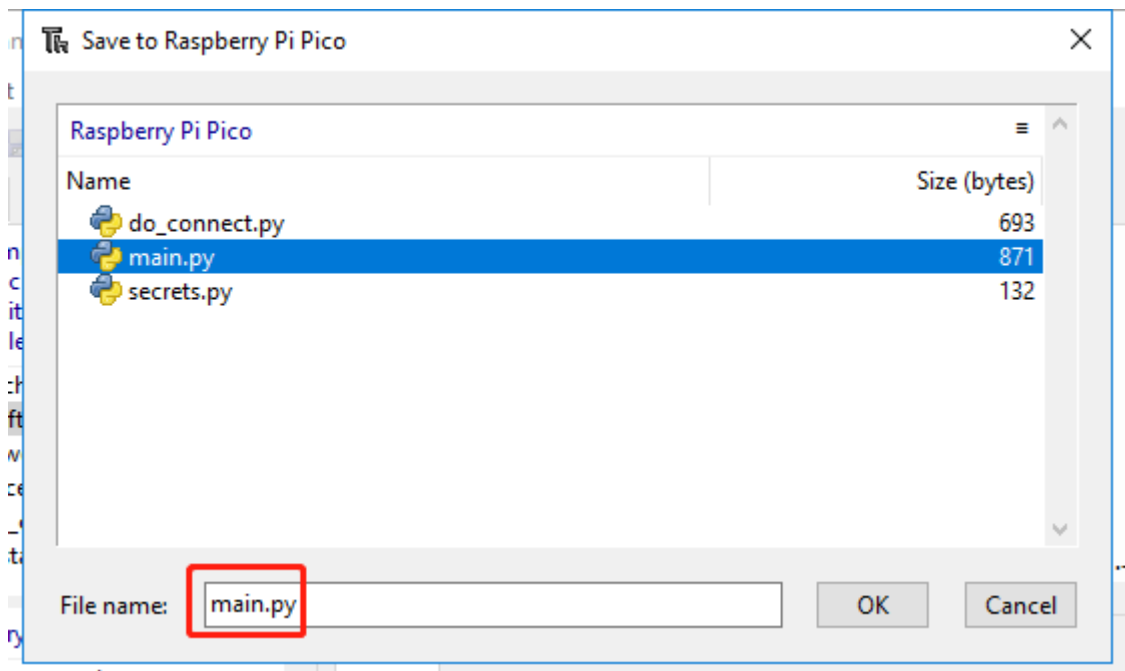 Save to Raspberry Pi Pico
Raspberry Pi Pico
Name Size (bytes)
do_connect.py 693
main.py 871
secrets.py 132
File name: main.py OK Cancel